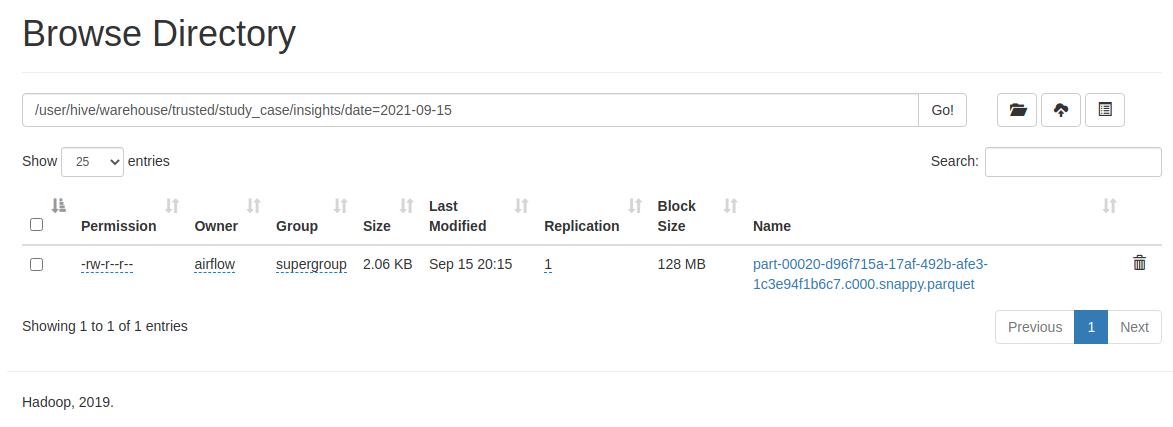 Browse Directory
/user/hive/warehouse/trusted/study_case/insights/date=2021-09-15 Go!
Show 25 entries Search:
Permission Owner Group Size Last Modified Replication Block Size Name
-rw-r--r-- airflow supergroup 2.06 KB Sep 15 20:15 1 128 MB part-00020-d96f715a-17af-492b-afe3-
1c3e94f1b6c7.c000.snappy.parquet
Showing 1 to 1 of 1 entries Previous 1 Next
Hadoop, 2019.